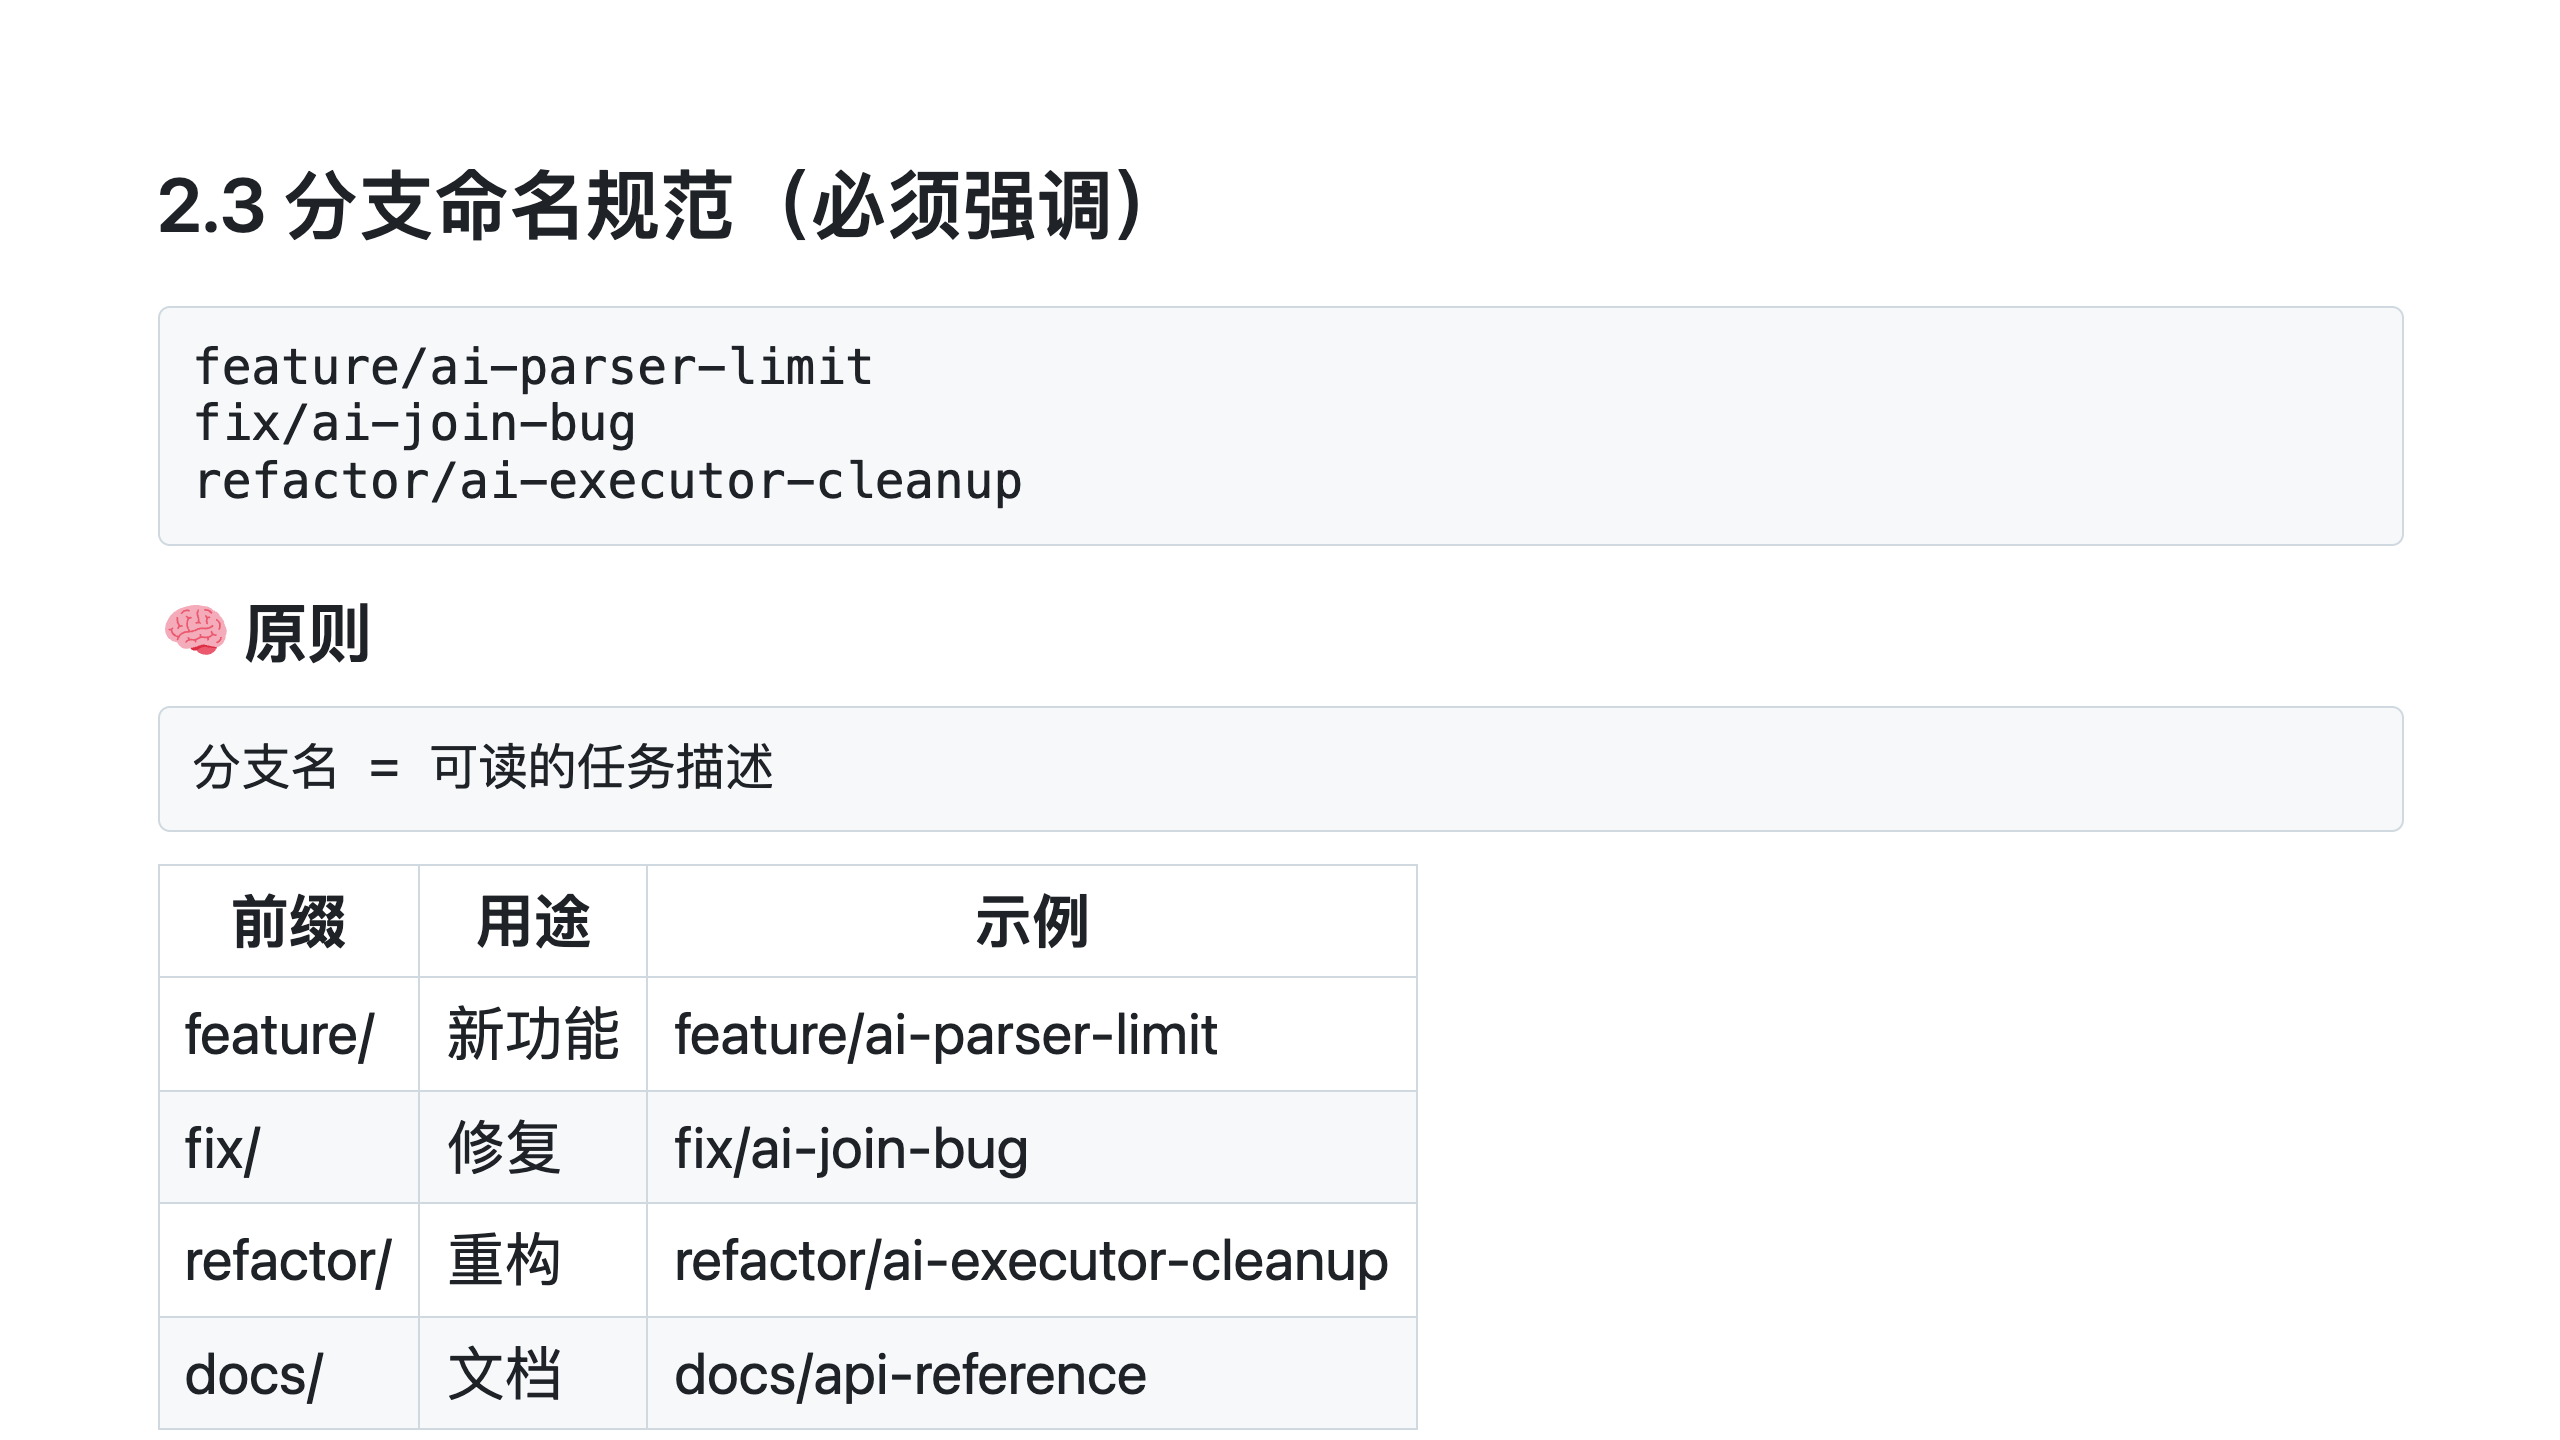 2.3 分支命名规范（必须强调）
feature/ai-parser-limit
fix/ai-join-bug
refactor/ai-executor-cleanup
🧠 原则
分支名 = 可读的任务描述
前缀 用途 示例
feature/ 新功能 feature/ai-parser-limit
fix/ 修复 fix/ai-join-bug
refactor/ 重构 refactor/ai-executor-cleanup
docs/ 文档 docs/api-reference